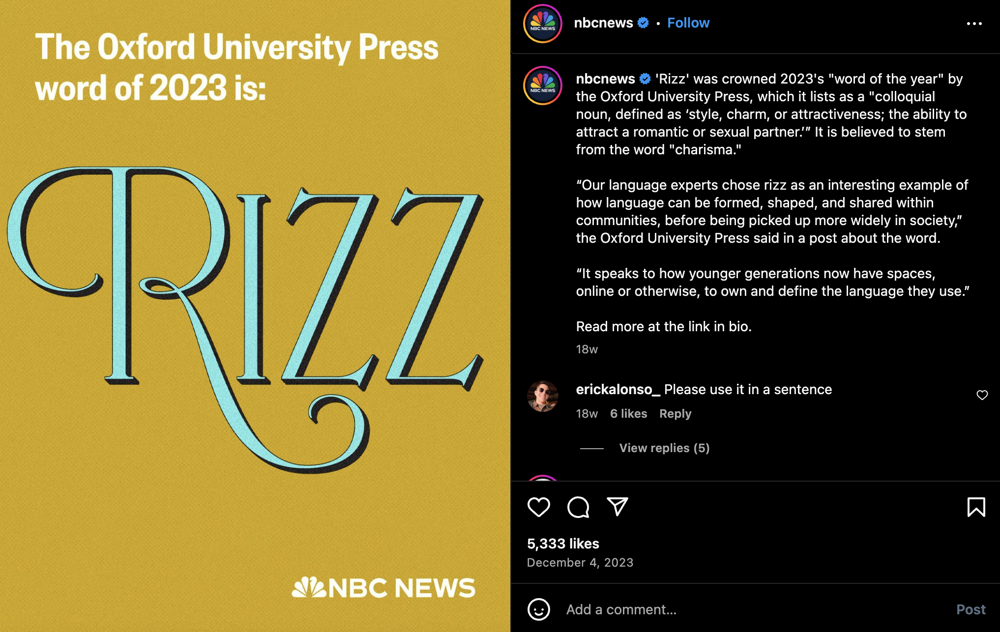 The Oxford University Press
word of 2023 is:
RIZZ
NBC NEWS
NBC NEWS
nbcnews • Follow
NBC NEWS
nbcnews 'Rizz' was crowned 2023's "word of the year" by
the Oxford University Press, which it lists as a "colloquial
noun, defined as ‘style, charm, or attractiveness; the ability to
attract a romantic or sexual partner.’” It is believed to stem
from the word "charisma."
“Our language experts chose rizz as an interesting example of
how language can be formed, shaped, and shared within
communities, before being picked up more widely in society,”
the Oxford University Press said in a post about the word.
“It speaks to how younger generations now have spaces,
online or otherwise, to own and define the language they use.”
Read more at the link in bio.
18w
erickalonso_ Please use it in a sentence
18w 6 likes Reply
View replies (5)
5,333 likes
December 4, 2023
Add a comment...
Post